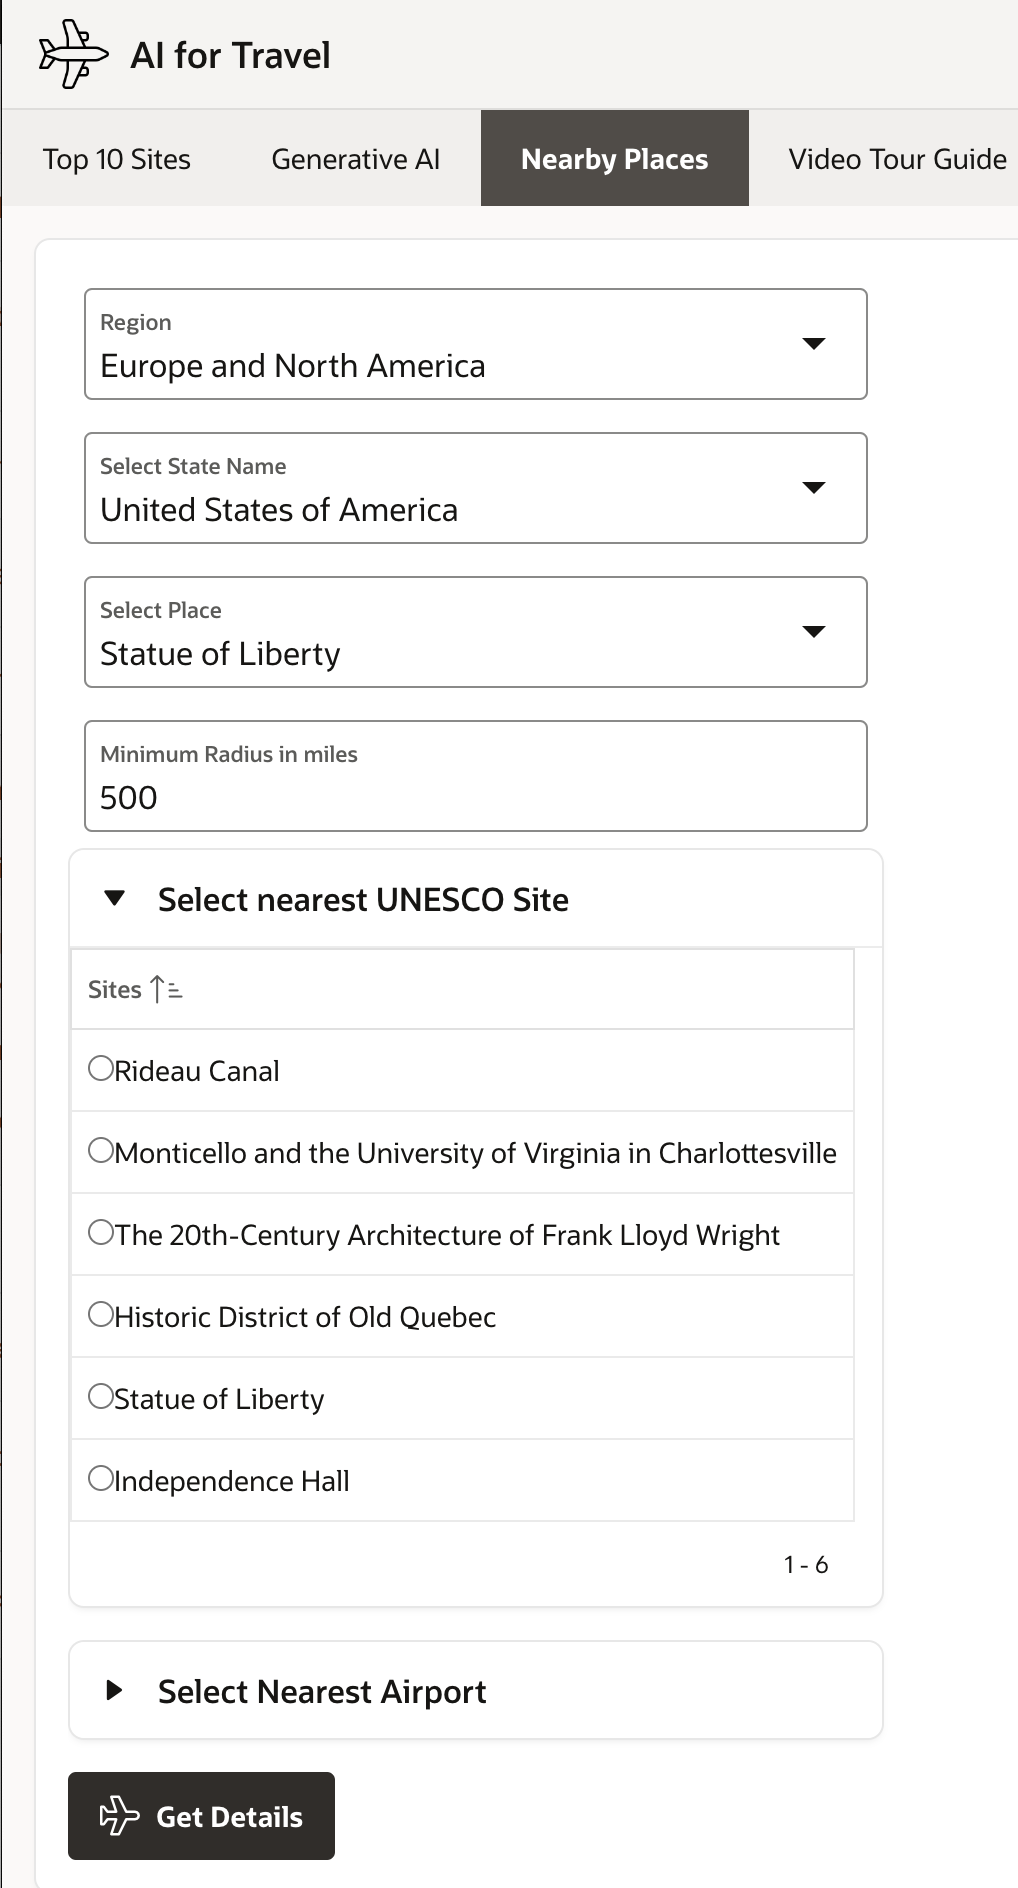 AI for Travel
Top 10 Sites
Generative AI
Nearby Places
Video Tour Guide
Region
Europe and North America
Select State Name
United States of America
Select Place
Statue of Liberty
Minimum Radius in miles
500
Select nearest UNESCO Site
Sites
Rideau Canal
Monticello and the University of Virginia in Charlottesville
The 20th-Century Architecture of Frank Lloyd Wright
Historic District of Old Quebec
Statue of Liberty
Independence Hall
1 - 6
Select Nearest Airport
Get Details